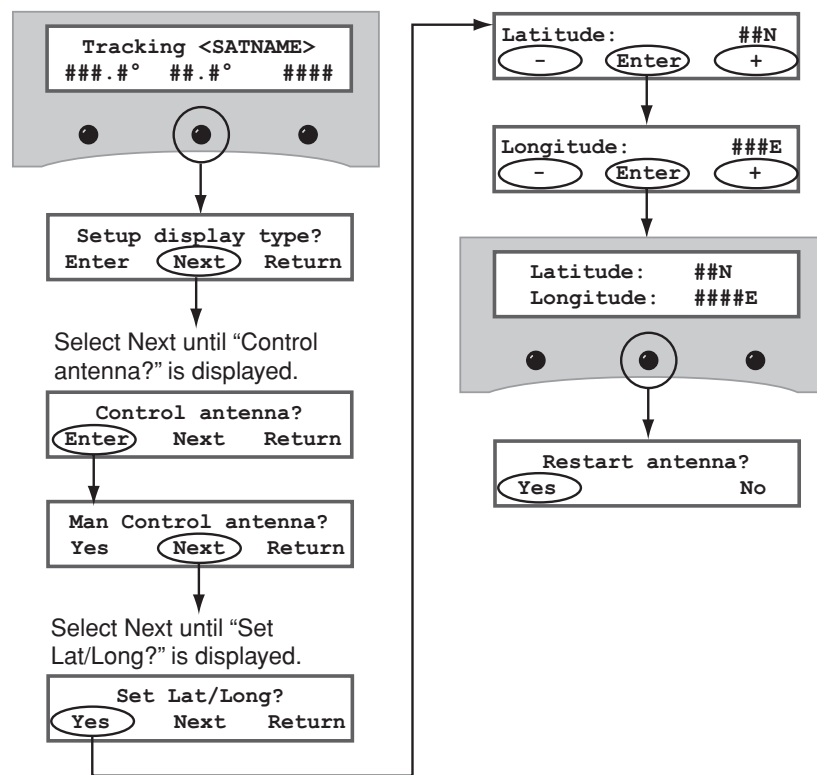 Tracking <SATNAME>
###.#° ##.#° ####
Setup display type?
Enter Next Return
Select Next until “Control
antenna?” is displayed.
Control antenna?
Enter Next Return
Man Control antenna?
Yes Next Return
Select Next until “Set
Lat/Long?” is displayed.
Set Lat/Long?
Yes Next Return
Latitude: ##N
- Enter +
Longitude: ###E
- Enter +
Latitude: ##N
Longitude: ####E
Restart antenna?
Yes No